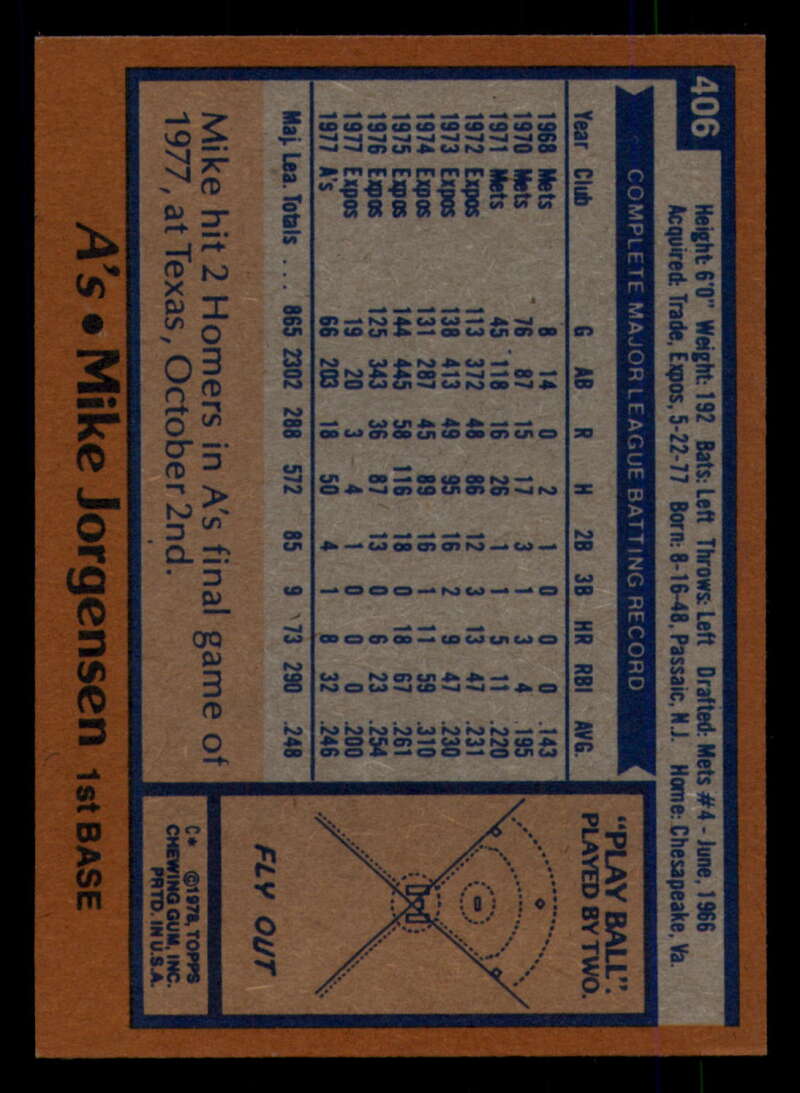 406
Height: 6'0" Weight: 192 Bats: Left Throws: Left Drafted: Mets #4 - June, 1966
Acquired: Trade, Expos, 5-22-77 Born: 8-16-48, Passaic, N.J. Home: Chesapeake, Va.
COMPLETE MAJOR LEAGUE BATTING RECORD
Year Club G AB R H 2B 3B HR RBI AVG.
1968 Mets 8 14 0 2 1 0 0 0 .143
1970 Mets 76 87 15 17 3 1 3 4 .195
1971 Mets 45 118 16 26 1 1 5 11 .220
1972 Expos 113 372 48 86 12 3 13 47 .231
1973 Expos 138 413 49 95 16 2 9 47 .230
1974 Expos 131 287 45 89 16 1 11 59 .310
1975 Expos 144 445 58 116 18 0 18 67 .261
1976 Expos 125 343 36 87 13 0 6 23 .254
1977 Expos 19 20 3 4 1 0 0 0 .200
1977 A's 66 203 18 50 4 1 8 32 .246
Maj. Lea. Totals ... 865 2302 288 572 85 9 73 290 .248
Mike hit 2 Homers in A's final game of
1977, at Texas, October 2nd.
"PLAY BALL":
PLAYED BY TWO.
FLY OUT
C* ©1978, TOPPS
CHEWING GUM, INC.
PRTD. IN U.S.A.
A's • Mike Jorgensen 1st BASE